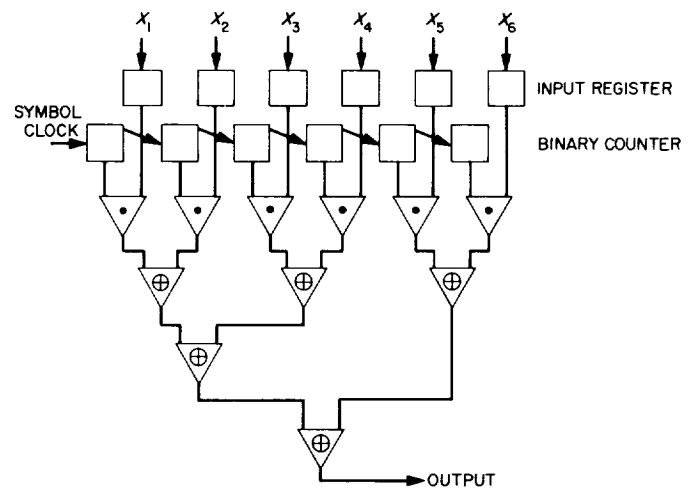 X1 X2 X3 X4 X5 X6
INPUT REGISTER
SYMBOL
CLOCK
BINARY COUNTER
OUTPUT